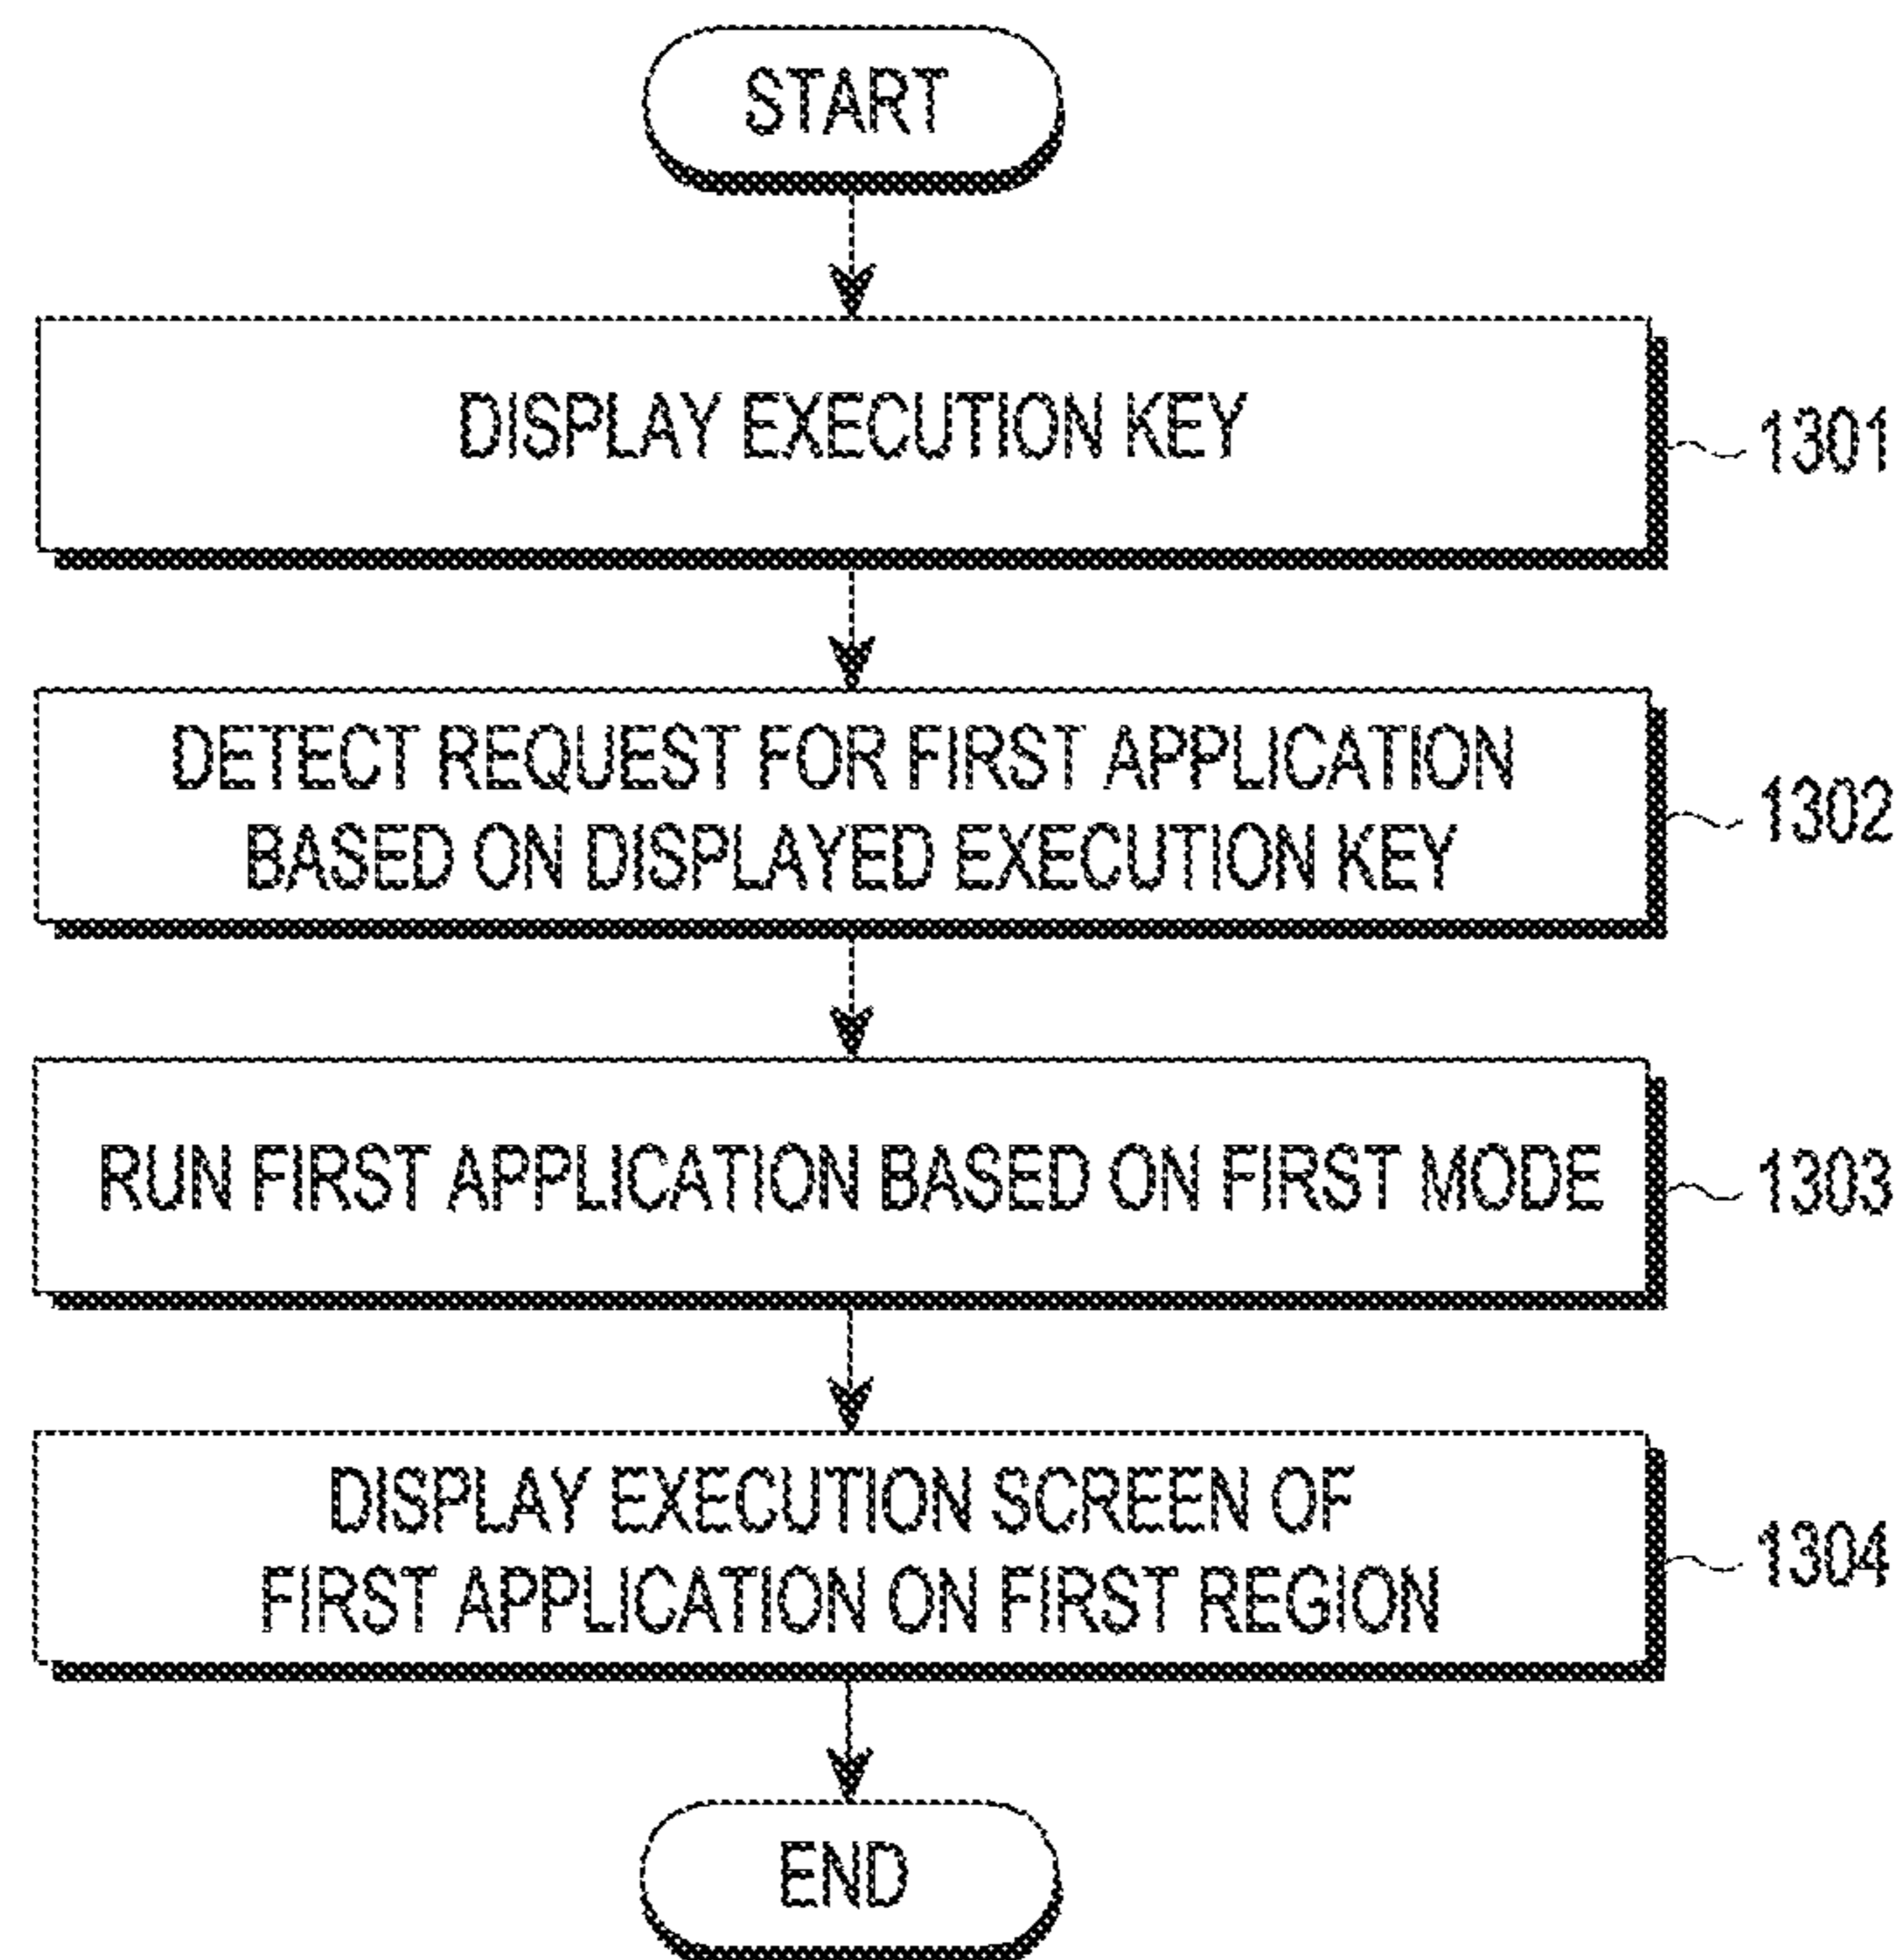 START
DISPLAY EXECUTION KEY
1301
DETECT REQUEST FOR FIRST APPLICATION
BASED ON DISPLAYED EXECUTION KEY
1302
RUN FIRST APPLICATION BASED ON FIRST MODE
1303
DISPLAY EXECUTION SCREEN OF
FIRST APPLICATION ON FIRST REGION
1304
END